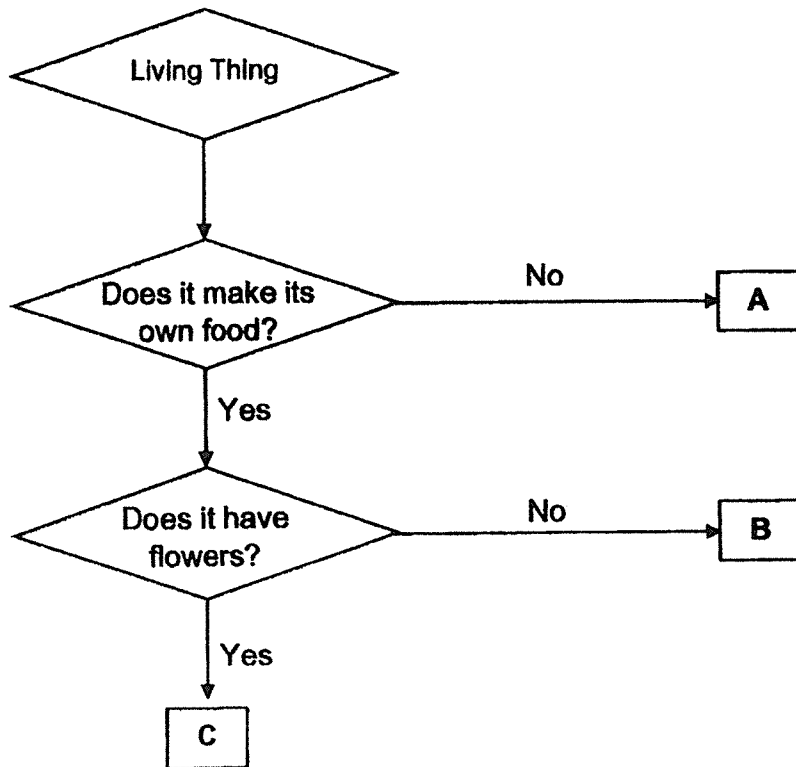 Living Thing
Does it make its
own food?
No
A
Yes
Does it have
flowers?
No
B
Yes
C